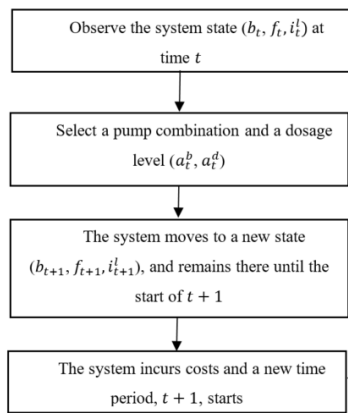 Observe the system state (b_t, f_t, i_t^l) at
time t
Select a pump combination and a dosage
level (a_t^b, a_t^d)
The system moves to a new state
(b_{t+1}, f_{t+1}, i_{t+1}^l), and remains there until the
start of t + 1
The system incurs costs and a new time
period, t + 1, starts